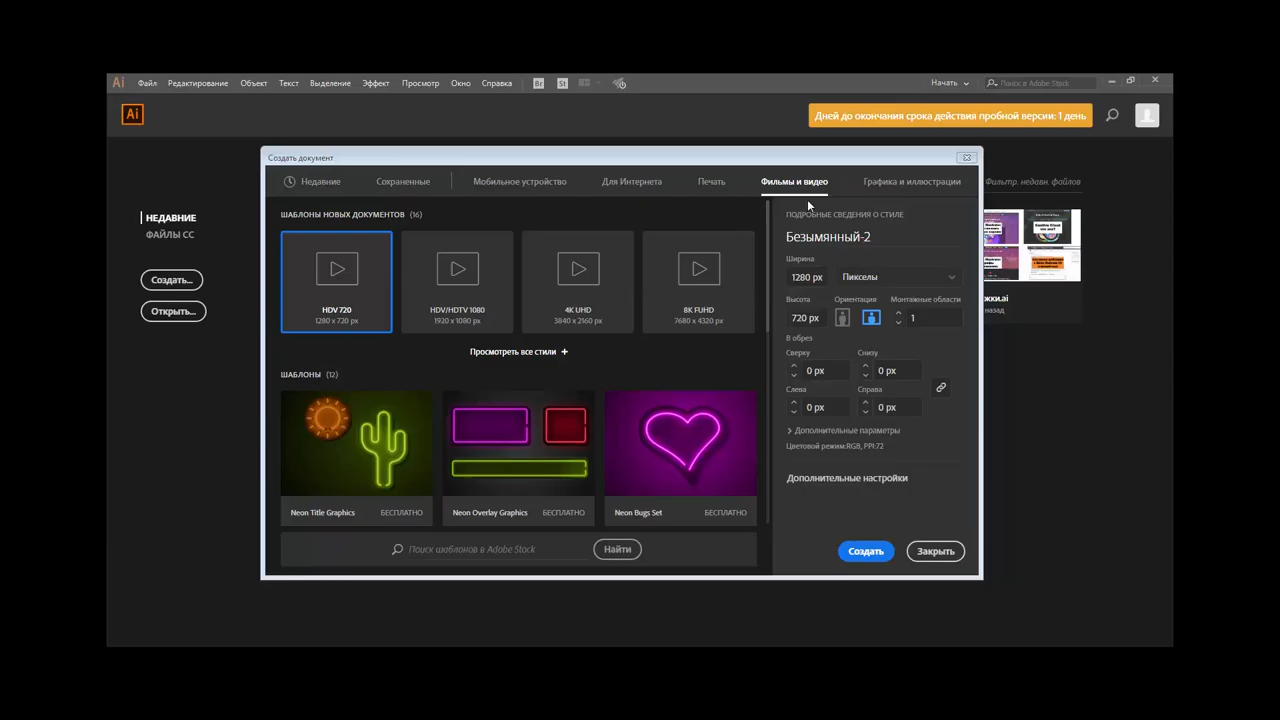 Ai Файл Редактирование Объект Текст Выделение Эффект Просмотр Окно Справка Br St Начать Поиск в Adobe Stock
Ai Дней до окончания срока действия пробной версии: 1 день
Создать документ
Недавние Сохраненные Мобильное устройство Для Интернета Печать Фильмы и видео Графика и иллюстрации Фильтр. недавн. файлов
НЕДАВНИЕ
ФАЙЛЫ CC
Создать...
Открыть...
ШАБЛОНЫ НОВЫХ ДОКУМЕНТОВ (16)
HDV 720
1280 x 720 px
HDV/HDTV 1080
1920 x 1080 px
4K UHD
3840 x 2160 px
8K FUHD
7680 x 4320 px
Просмотреть все стили +
ШАБЛОНЫ (12)
Neon Title Graphics БЕСПЛАТНО
Neon Overlay Graphics БЕСПЛАТНО
Neon Bugs Set БЕСПЛАТНО
Поиск шаблонов в Adobe Stock Найти
ПОДРОБНЫЕ СВЕДЕНИЯ О СТИЛЕ
Безымянный-2
Ширина
1280 px Пикселы
Высота Ориентация Монтажные области
720 px 1
В обрез
Сверху Снизу
0 px 0 px
Слева Справа
0 px 0 px
Дополнительные параметры
Цветовой режим:RGB, PPI:72
Дополнительные настройки
Создать Закрыть
жки.ai
назад